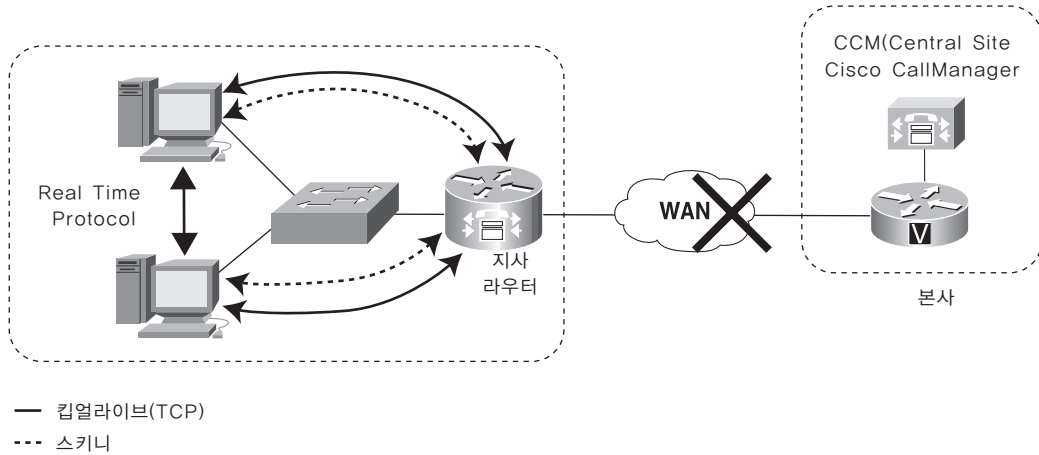 CCM(Central Site
Cisco CallManager
Real Time
Protocol
WAN
지사
라우터
V
본사
킵얼라이브(TCP)
스키니